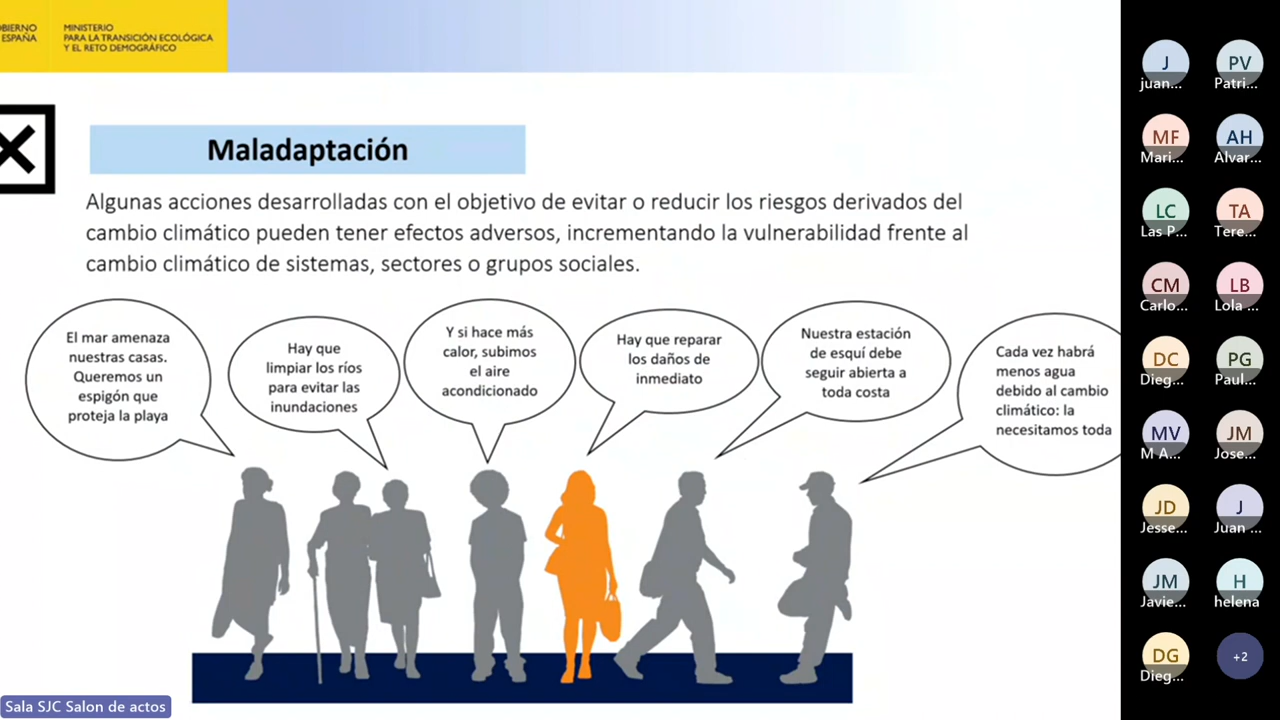 OBIERNO
ESPAÑA
MINISTERIO
PARA LA TRANSICIÓN ECOLÓGICA
Y EL RETO DEMOGRÁFICO
Maladaptación
Algunas acciones desarrolladas con el objetivo de evitar o reducir los riesgos derivados del
cambio climático pueden tener efectos adversos, incrementando la vulnerabilidad frente al
cambio climático de sistemas, sectores o grupos sociales.
El mar amenaza
nuestras casas.
Queremos un
espigón que
proteja la playa
Hay que
limpiar los ríos
para evitar las
inundaciones
Y si hace más
calor, subimos
el aire
acondicionado
Hay que reparar
los daños de
inmediato
Nuestra estación
de esquí debe
seguir abierta a
toda costa
Cada vez habrá
menos agua
debido al cambio
climático: la
necesitamos toda
Sala SJC Salon de actos
J
juan...
PV
Patri...
MF
Mari...
AH
Alvar...
LC
Las P...
TA
Tere...
CM
Carlo...
LB
Lola ...
DC
Dieg...
PG
Paul...
MV
M A...
JM
Jose...
JD
Jesse...
J
Juan ...
JM
Javie...
H
helena
DG
Dieg...
+2